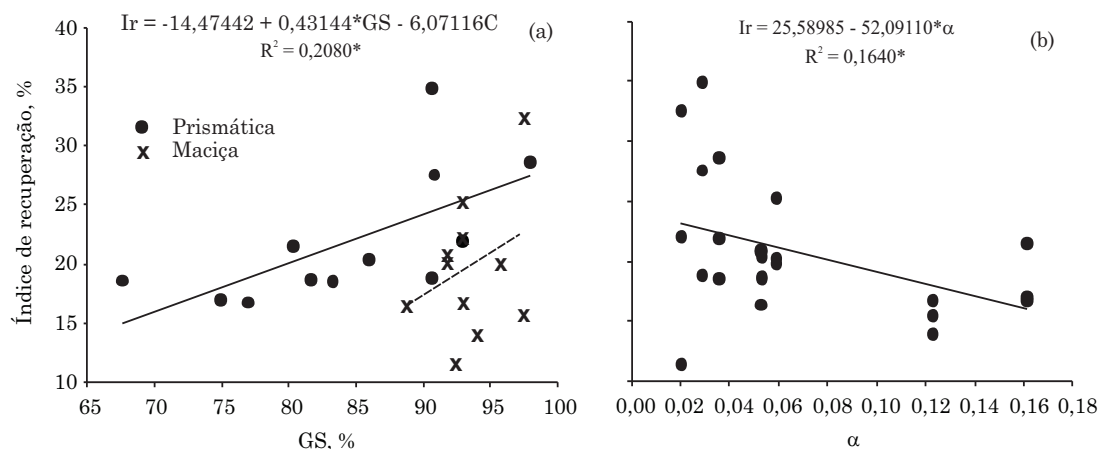 Ir = -14,47442 + 0,43144*GS - 6,07116C
R² = 0,2080*
(a)
Índice de recuperação, %
40
35
30
25
20
15
10
Prismática
Maciça
65 70 75 80 85 90 95 100
GS, %
Ir = 25,58985 - 52,09110*α
R² = 0,1640*
(b)
0,00 0,02 0,04 0,06 0,08 0,10 0,12 0,14 0,16 0,18
α